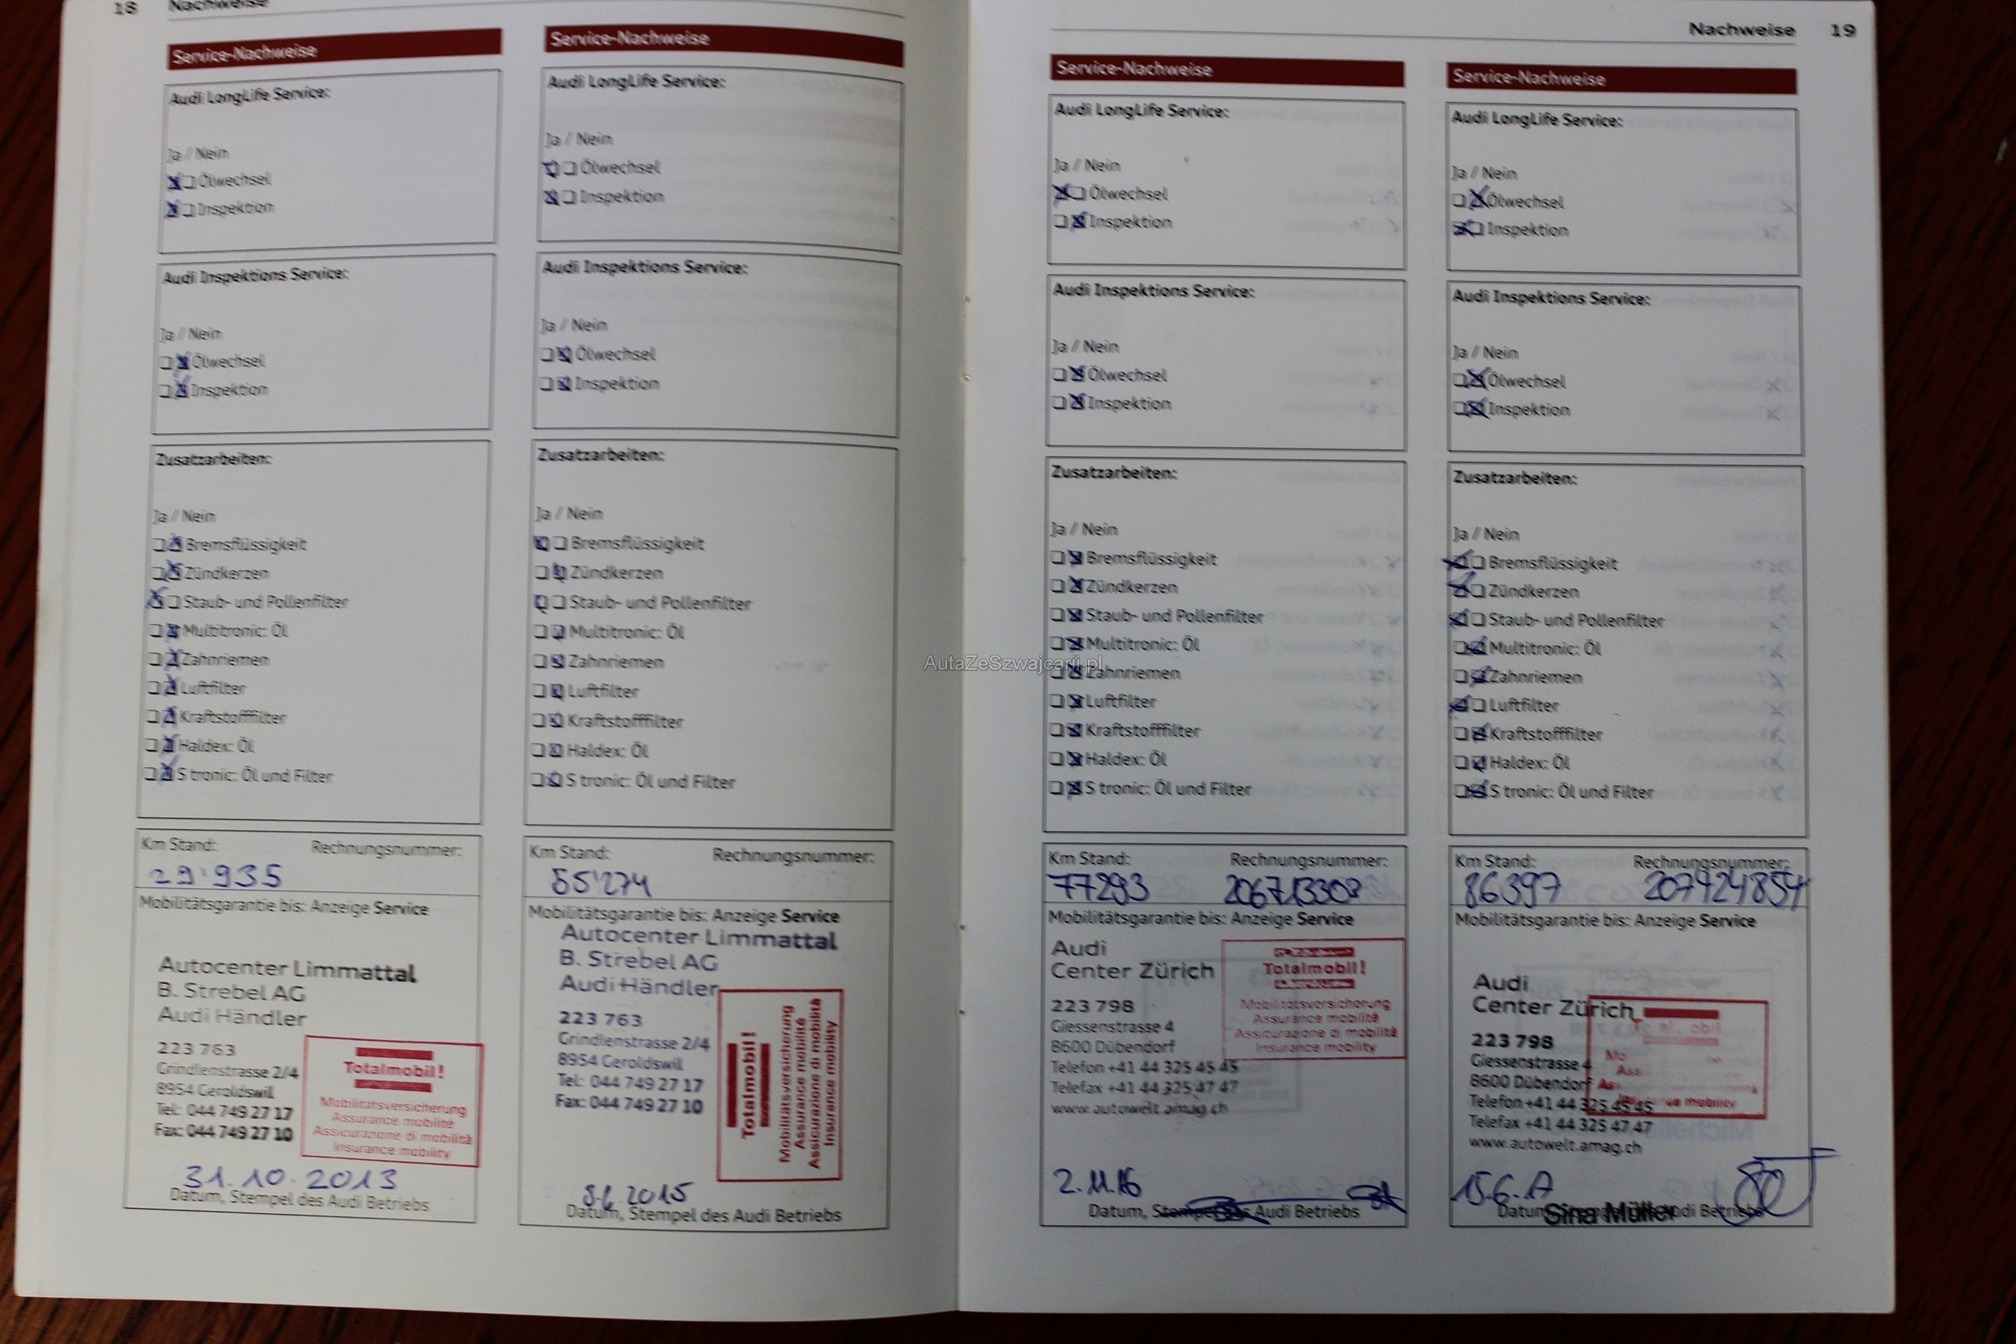 18 Nachweise
Service-Nachweise
Audi LongLife Service:
Ja / Nein
Ölwechsel
Inspektion
Audi Inspektions Service:
Ja / Nein
Ölwechsel
Inspektion
Zusatzarbeiten:
Ja / Nein
Bremsflüssigkeit
Zündkerzen
Staub- und Pollenfilter
Multitronic: Öl
Zahnriemen
Luftfilter
Kraftstofffilter
Haldex: Öl
S tronic: Öl und Filter
Km Stand: Rechnungsnummer:
29'935
Mobilitätsgarantie bis: Anzeige Service
Autocenter Limmattal
B. Strebel AG
Audi Händler
223 763
Grindlenstrasse 2/4
8954 Geroldswil
Tel: 044 749 27 17
Fax: 044 749 27 10
Totalmobil!
Mobilitätsversicherung
Assurance mobilité
Assicurazione di mobilità
Insurance mobility
31.10.2013
Datum, Stempel des Audi Betriebs
Service-Nachweise
Audi LongLife Service:
Ja / Nein
Ölwechsel
Inspektion
Audi Inspektions Service:
Ja / Nein
Ölwechsel
Inspektion
Zusatzarbeiten:
Ja / Nein
Bremsflüssigkeit
Zündkerzen
Staub- und Pollenfilter
Multitronic: Öl
Zahnriemen
Luftfilter
Kraftstofffilter
Haldex: Öl
S tronic: Öl und Filter
Km Stand: Rechnungsnummer:
55'274
Mobilitätsgarantie bis: Anzeige Service
Autocenter Limmattal
B. Strebel AG
Audi Händler
223 763
Grindlenstrasse 2/4
8954 Geroldswil
Tel: 044 749 27 17
Fax: 044 749 27 10
Totalmobil!
Mobilitätsversicherung
Assurance mobilité
Assicurazione di mobilità
Insurance mobility
2015
Datum, Stempel des Audi Betriebs
Nachweise 19
Service-Nachweise
Audi LongLife Service:
Ja / Nein
Ölwechsel
Inspektion
Audi Inspektions Service:
Ja / Nein
Ölwechsel
Inspektion
Zusatzarbeiten:
Ja / Nein
Bremsflüssigkeit
Zündkerzen
Staub- und Pollenfilter
Multitronic: Öl
Zahnriemen
Luftfilter
Kraftstofffilter
Haldex: Öl
S tronic: Öl und Filter
Km Stand: Rechnungsnummer:
77293 206713308
Mobilitätsgarantie bis: Anzeige Service
Audi
Center Zürich
223 798
Giessenstrasse 4
8600 Dübendorf
Telefon +41 44 325 45 45
Telefax +41 44 325 47 47
www.autowelt.amag.ch
Totalmobil!
Mobilitätsversicherung
Assurance mobilité
Assicurazione di mobilità
Insurance mobility
2.11.16
Datum, Stempel des Audi Betriebs
Service-Nachweise
Audi LongLife Service:
Ja / Nein
Ölwechsel
Inspektion
Audi Inspektions Service:
Ja / Nein
Ölwechsel
Inspektion
Zusatzarbeiten:
Ja / Nein
Bremsflüssigkeit
Zündkerzen
Staub- und Pollenfilter
Multitronic: Öl
Zahnriemen
Luftfilter
Kraftstofffilter
Haldex: Öl
S tronic: Öl und Filter
Km Stand: Rechnungsnummer:
86397 207424854
Mobilitätsgarantie bis: Anzeige Service
Audi
Center Zürich
223 798
Giessenstrasse 4
8600 Dübendorf
Telefon +41 44 325 45 45
Telefax +41 44 325 47 47
www.autowelt.amag.ch
mobility
15.6.17
Sina Müller
Audi Betriebs
AutaZeSzwajcarii.pl